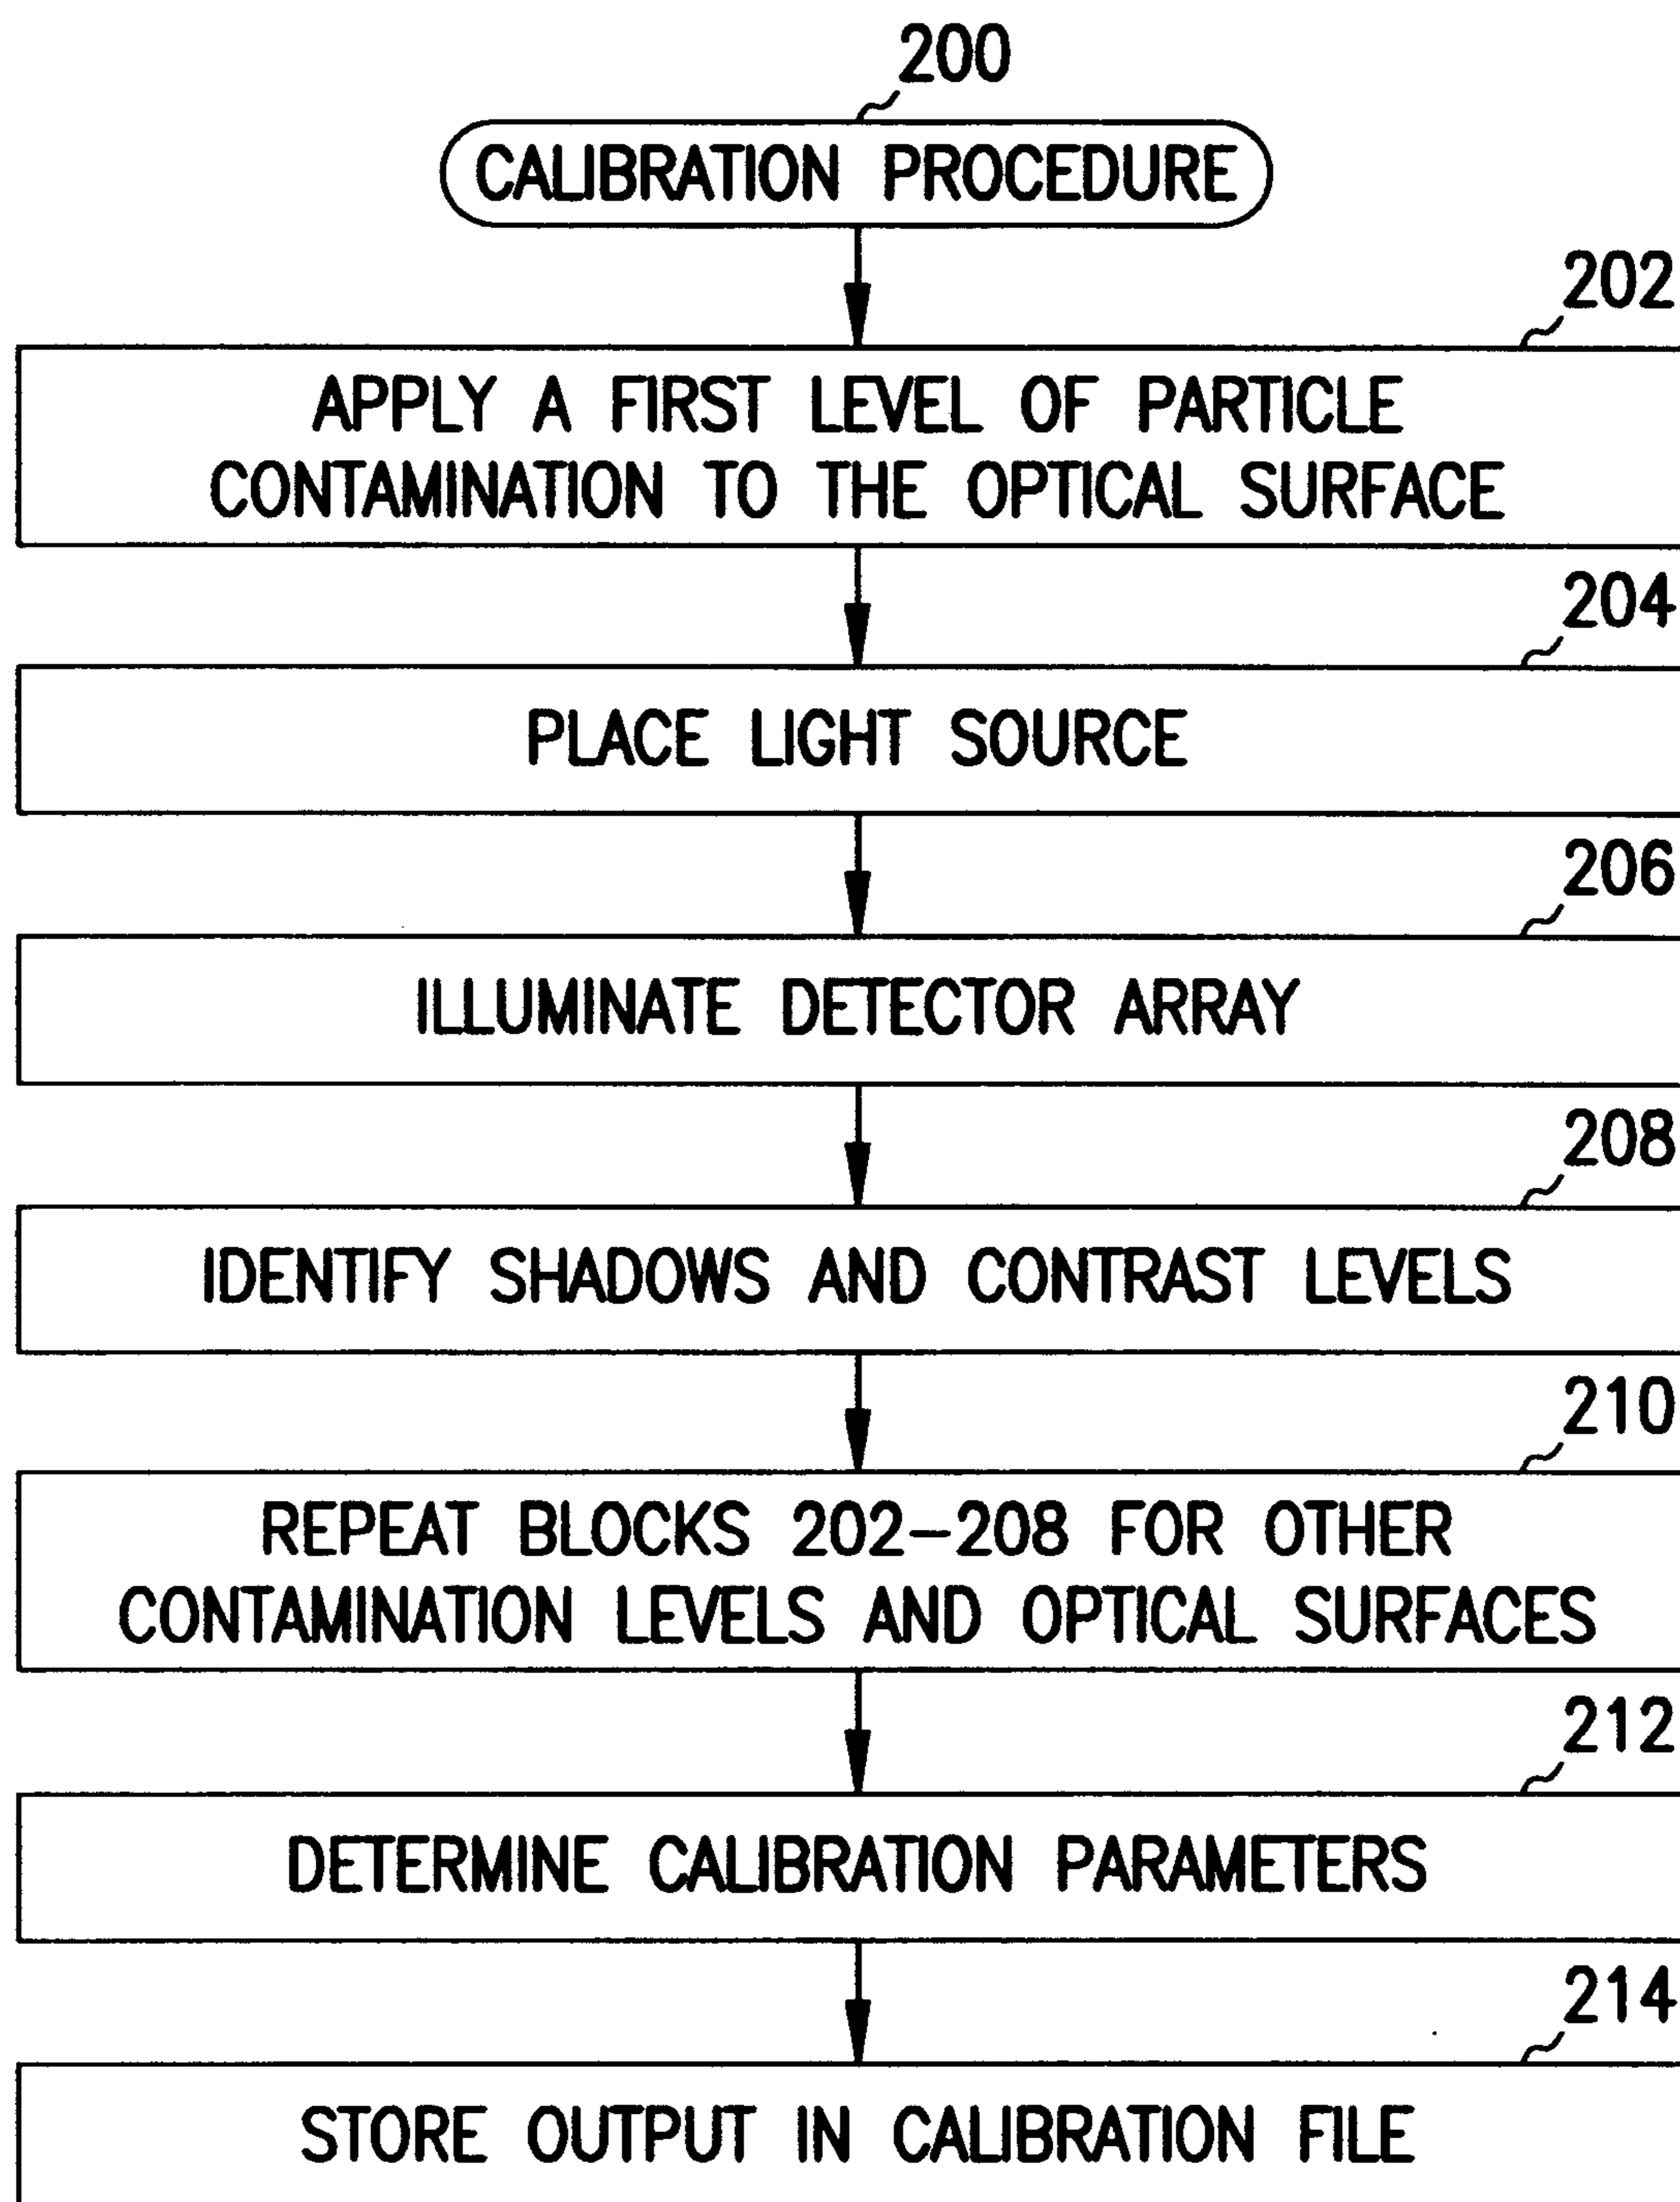 200
CALIBRATION PROCEDURE
202
APPLY A FIRST LEVEL OF PARTICLE
CONTAMINATION TO THE OPTICAL SURFACE
204
PLACE LIGHT SOURCE
206
ILLUMINATE DETECTOR ARRAY
208
IDENTIFY SHADOWS AND CONTRAST LEVELS
210
REPEAT BLOCKS 202-208 FOR OTHER
CONTAMINATION LEVELS AND OPTICAL SURFACES
212
DETERMINE CALIBRATION PARAMETERS
214
STORE OUTPUT IN CALIBRATION FILE